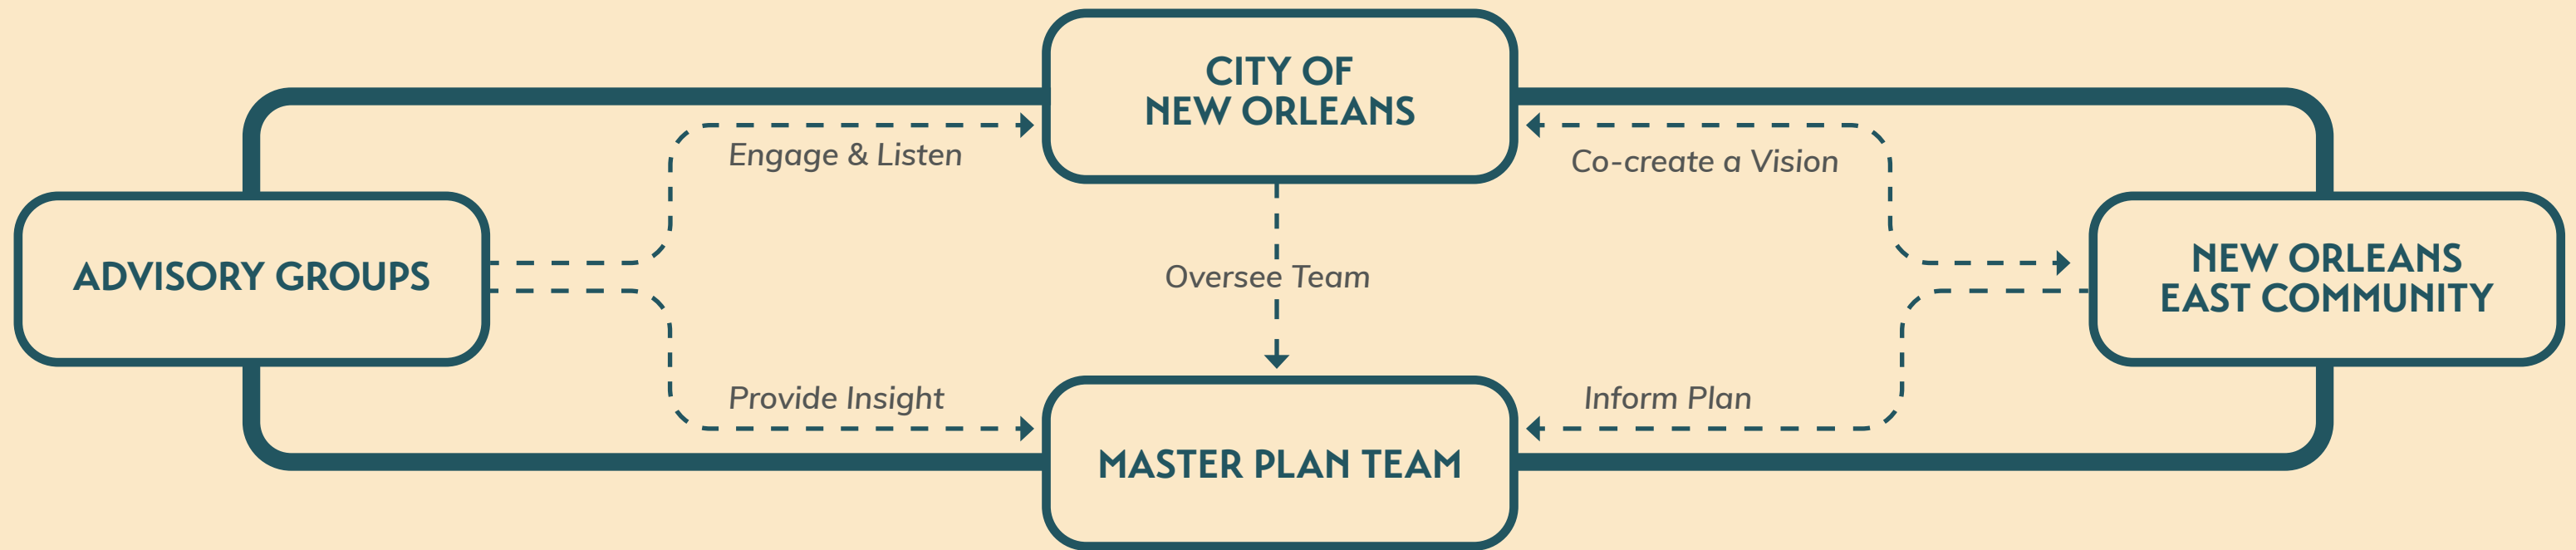 CITY OF
NEW ORLEANS
Engage & Listen
Co-create a Vision
ADVISORY GROUPS
Oversee Team
NEW ORLEANS
EAST COMMUNITY
Provide Insight
Inform Plan
MASTER PLAN TEAM